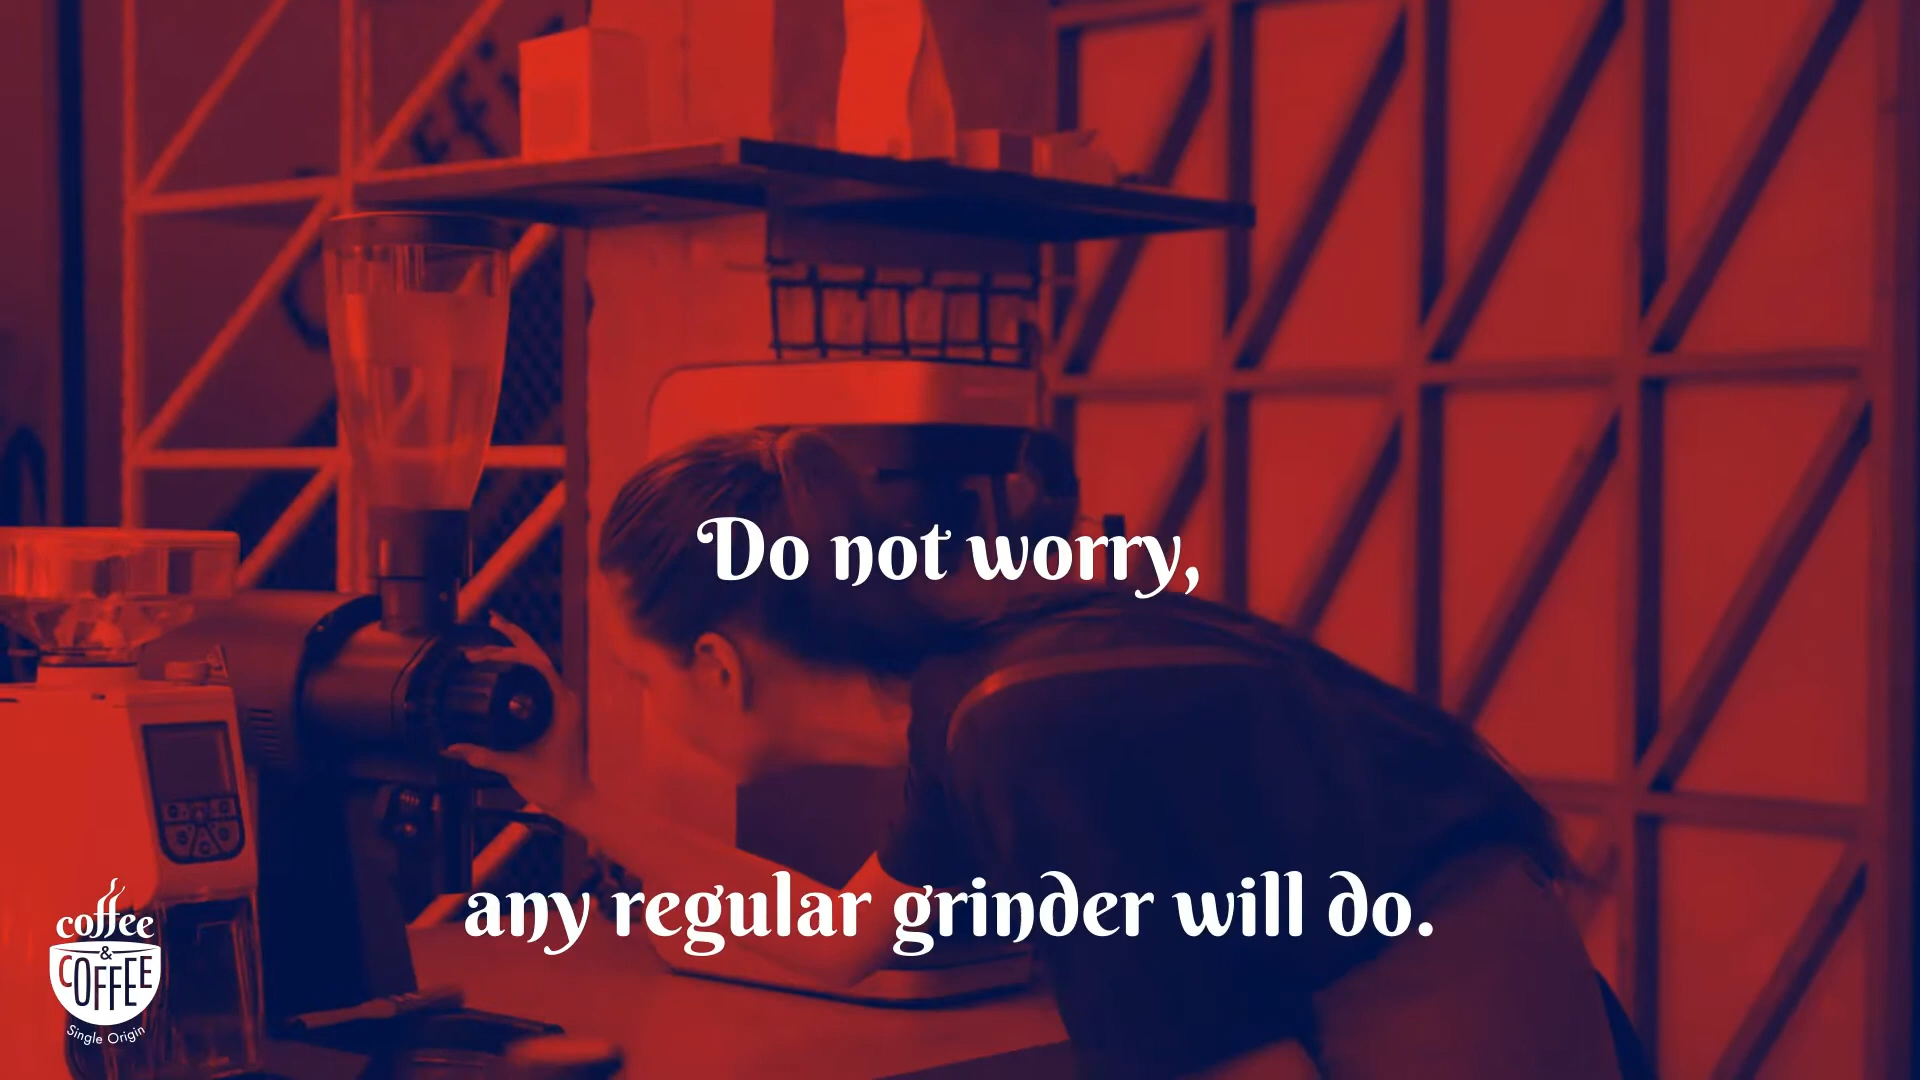 Do not worry,
any regular grinder will do.
coffee
&
COFFEE
Single Origin